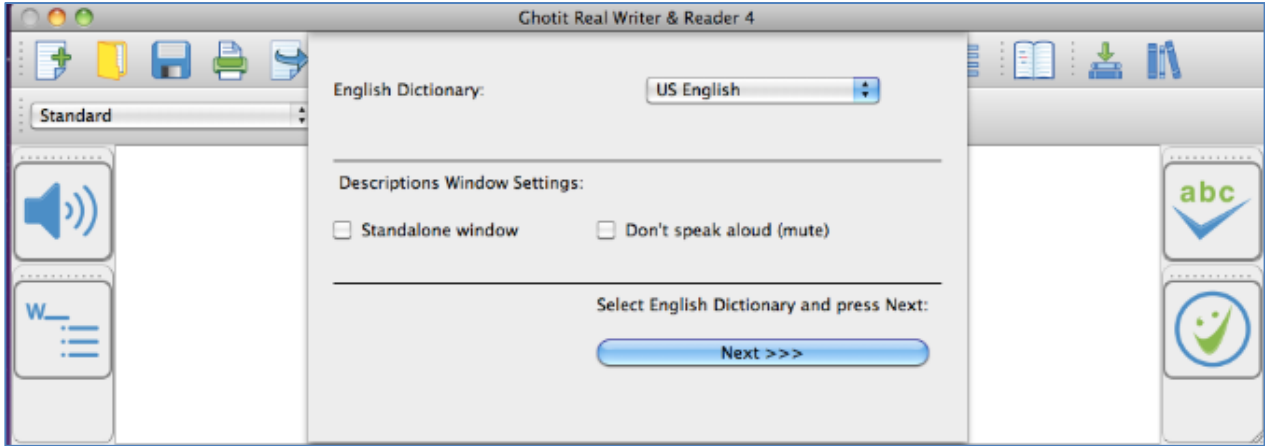 Ghotit Real Writer & Reader 4
English Dictionary: US English
Standard
Descriptions Window Settings:
Standalone window Don't speak aloud (mute)
abc
W
Select English Dictionary and press Next:
Next >>>